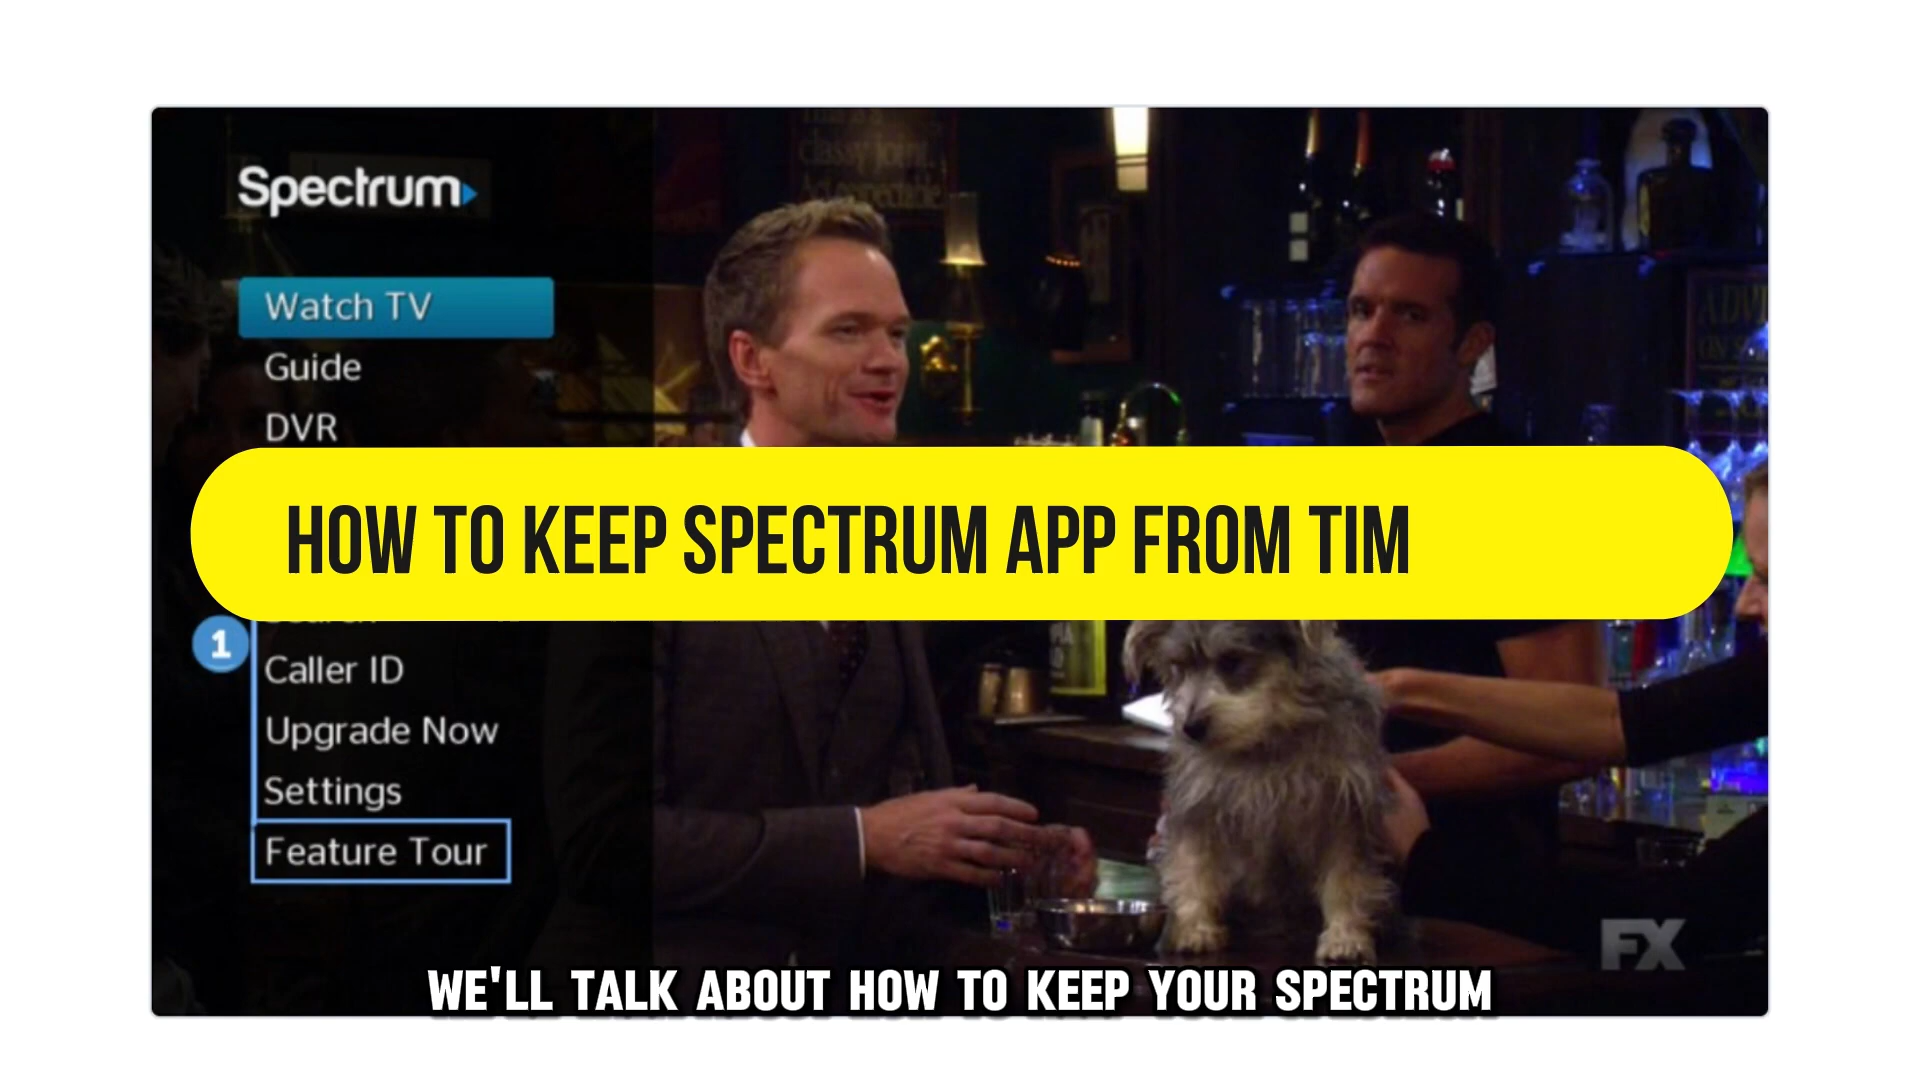 Spectrum
Watch TV
Guide
DVR
HOW TO KEEP SPECTRUM APP FROM TIM
1
Caller ID
Upgrade Now
Settings
Feature Tour
FX
WE'LL TALK ABOUT HOW TO KEEP YOUR SPECTRUM